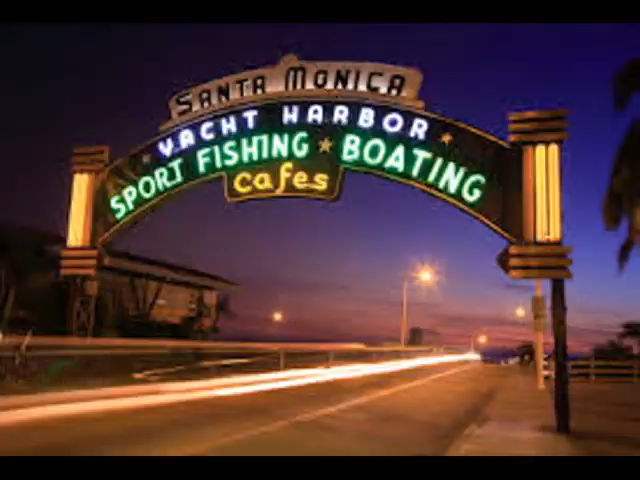 SANTA MONICA
YACHT HARBOR
SPORT FISHING ★ BOATING
cafes